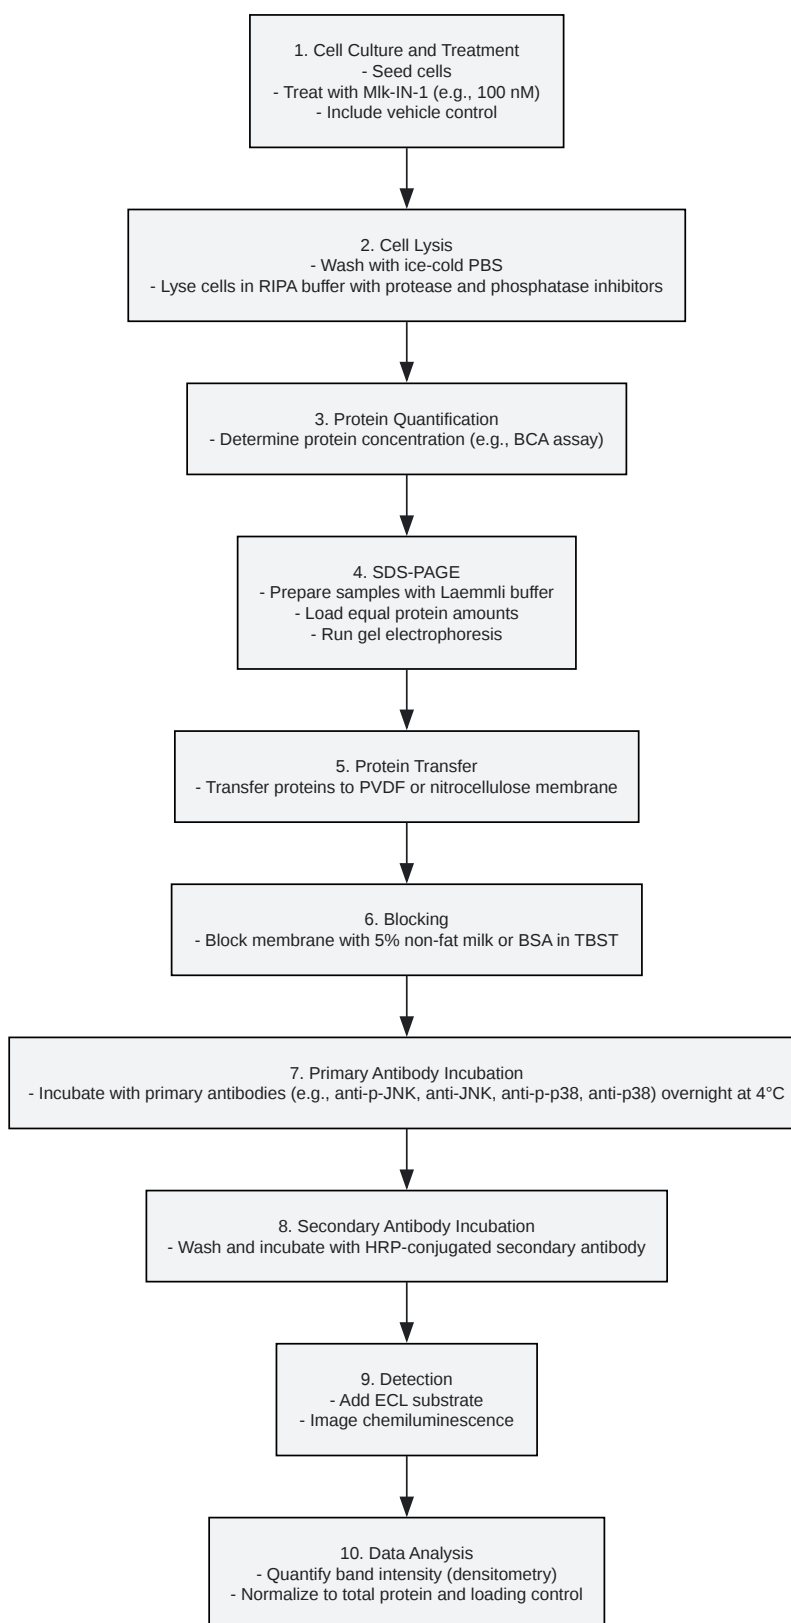 1. Cell Culture and Treatment
- Seed cells
- Treat with Mlk-IN-1 (e.g., 100 nM)
- Include vehicle control
2. Cell Lysis
- Wash with ice-cold PBS
- Lyse cells in RIPA buffer with protease and phosphatase inhibitors
3. Protein Quantification
- Determine protein concentration (e.g., BCA assay)
4. SDS-PAGE
- Prepare samples with Laemmli buffer
- Load equal protein amounts
- Run gel electrophoresis
5. Protein Transfer
- Transfer proteins to PVDF or nitrocellulose membrane
6. Blocking
- Block membrane with 5% non-fat milk or BSA in TBST
7. Primary Antibody Incubation
- Incubate with primary antibodies (e.g., anti-p-JNK, anti-JNK, anti-p-p38, anti-p38) overnight at 4°C
8. Secondary Antibody Incubation
- Wash and incubate with HRP-conjugated secondary antibody
9. Detection
- Add ECL substrate
- Image chemiluminescence
10. Data Analysis
- Quantify band intensity (densitometry)
- Normalize to total protein and loading control